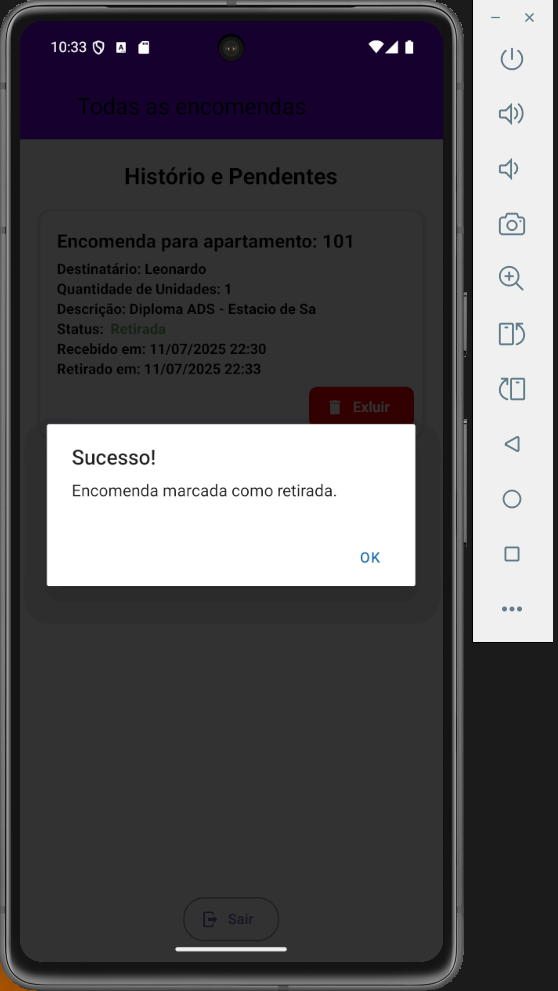 10:33
Todas as encomendas
Histório e Pendentes
Encomenda para apartamento: 101
Destinatário: Leonardo
Quantidade de Unidades: 1
Descrição: Diploma ADS - Estacio de Sa
Status: Retirada
Recebido em: 11/07/2025 22:30
Retirado em: 11/07/2025 22:33
Exluir
Sucesso!
Encomenda marcada como retirada.
OK
Sair